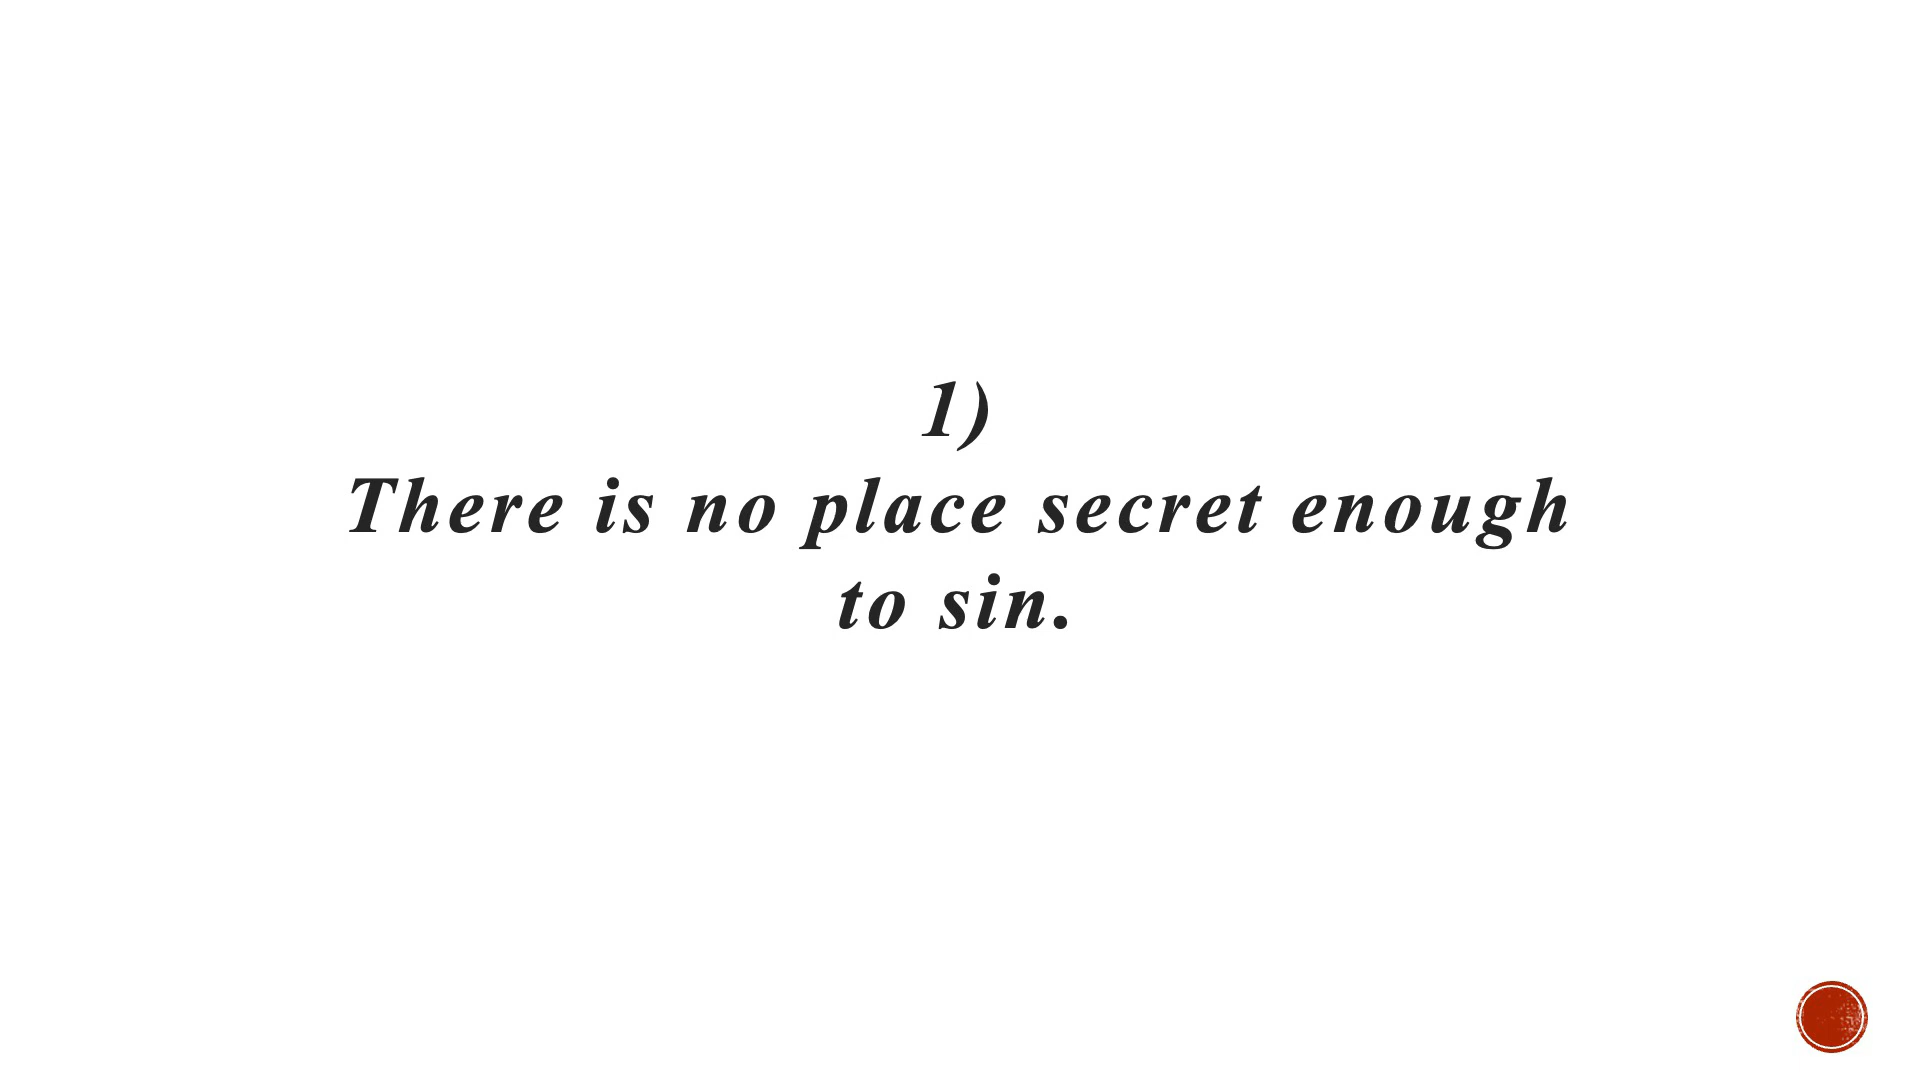 1)
There is no place secret enough
to sin.